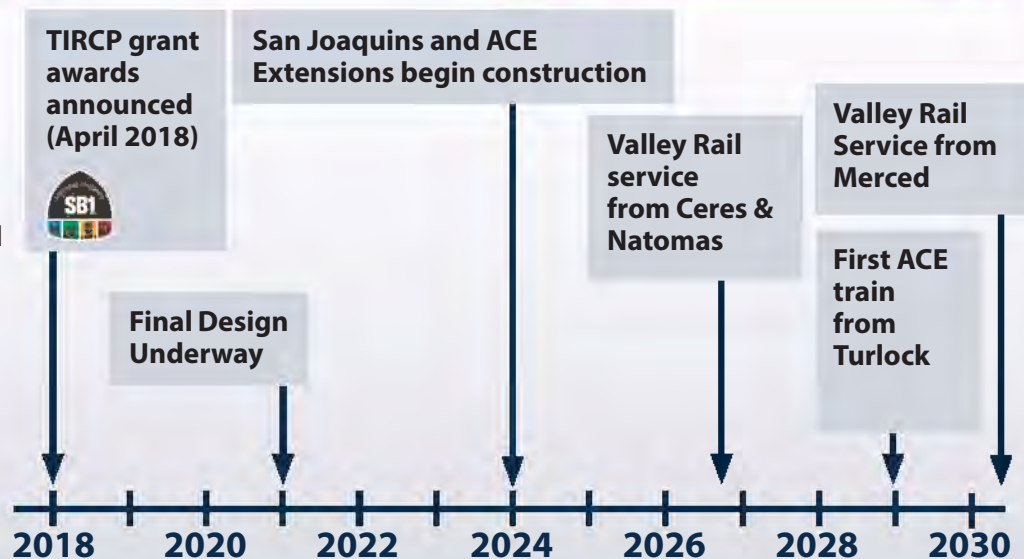 TIRCP grant
awards
announced
(April 2018)
SB1
San Joaquins and ACE
Extensions begin construction
Final Design
Underway
Valley Rail
service
from Ceres &
Natomas
Valley Rail
Service from
Merced
First ACE
train
from
Turlock
2018 2020 2022 2024 2026 2028 2030